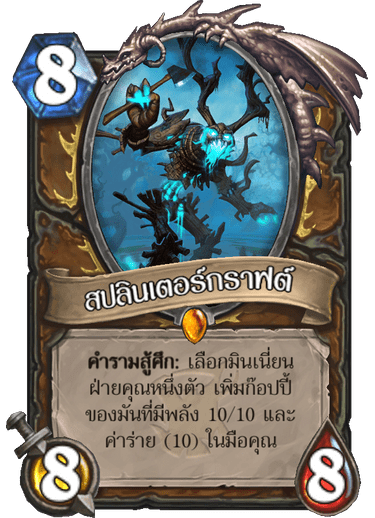 8
สปลินเตอร์กราฟต์
คำรามสู้ศึก: เลือกมินเนี่ยน
ฝ่ายคุณหนึ่งตัว เพิ่มก๊อปปี้
ของมันที่มีพลัง 10/10 และ
ค่าร่าย (10) ในมือคุณ
8
8